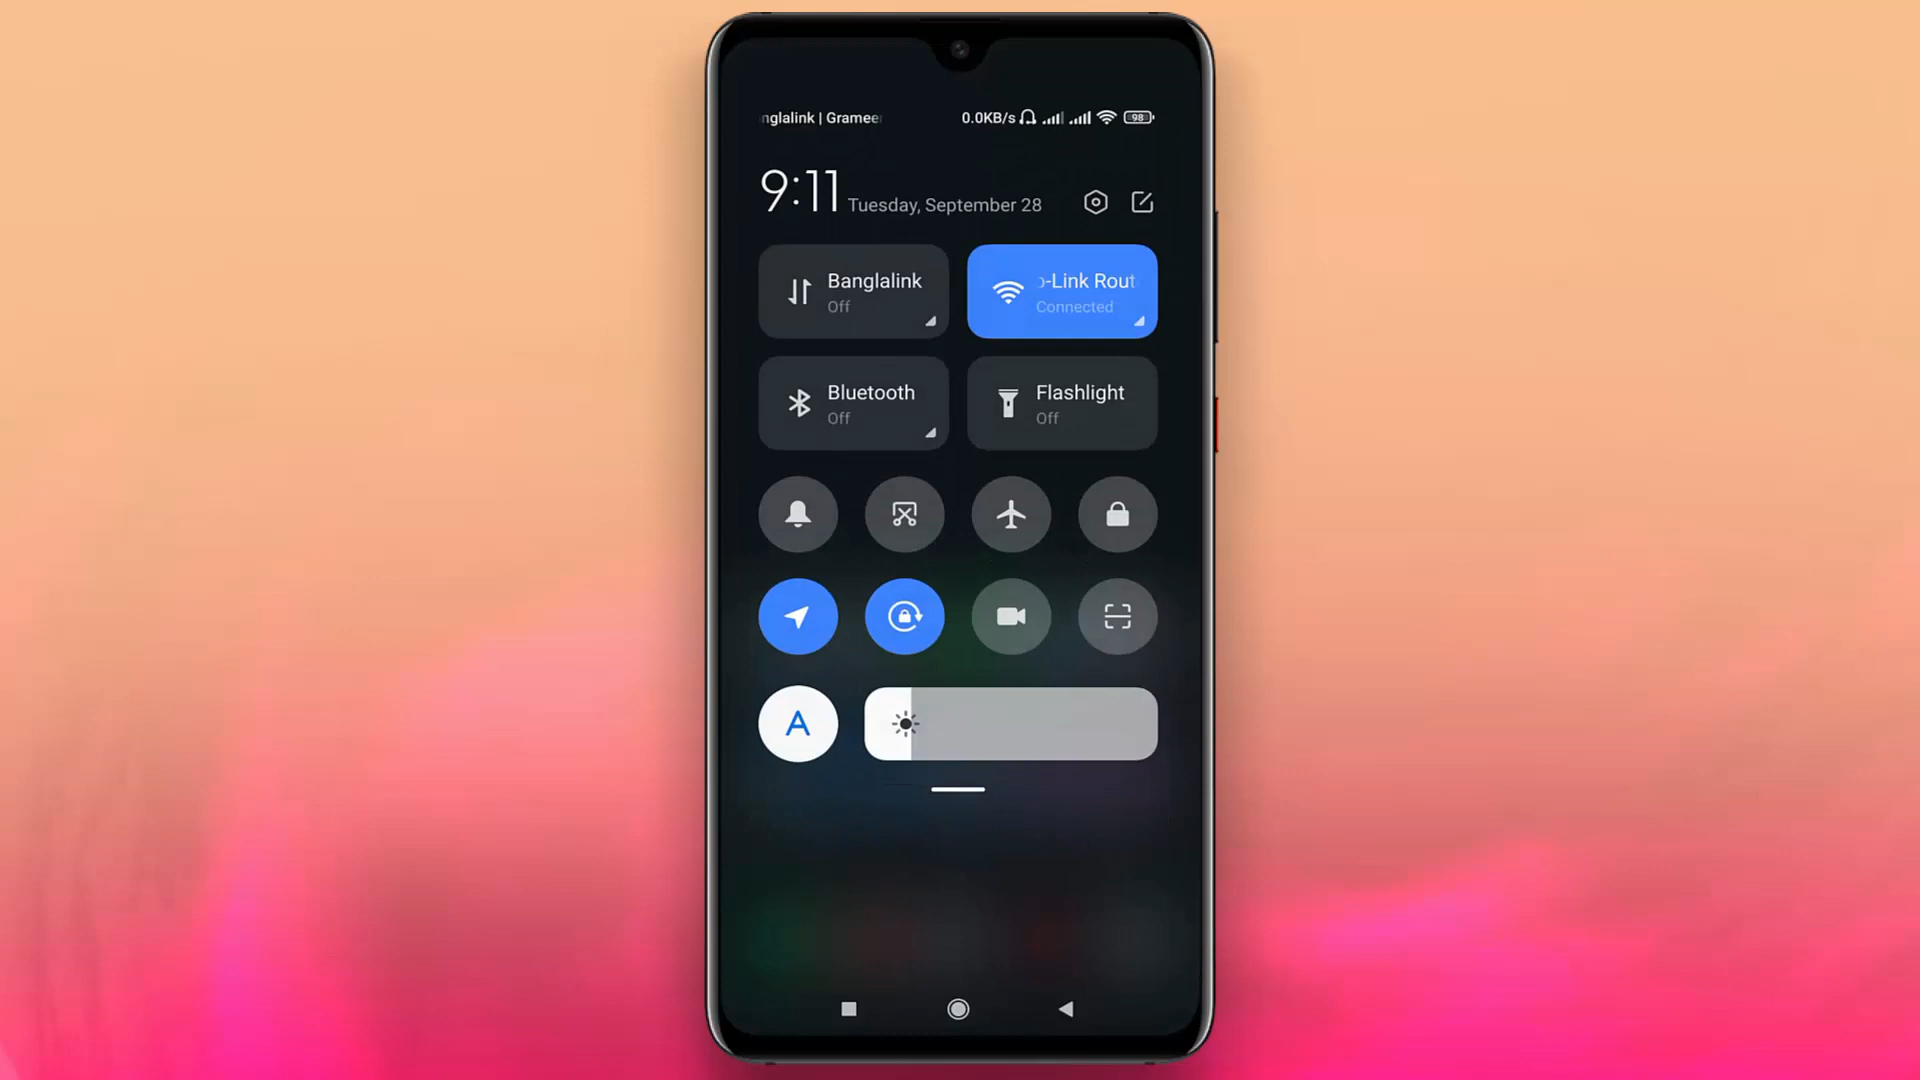 nglalink | Grameen
0.0KB/s 98
9:11 Tuesday, September 28
Banglalink
Off
-Link Rout
Connected
Bluetooth
Off
Flashlight
Off
A